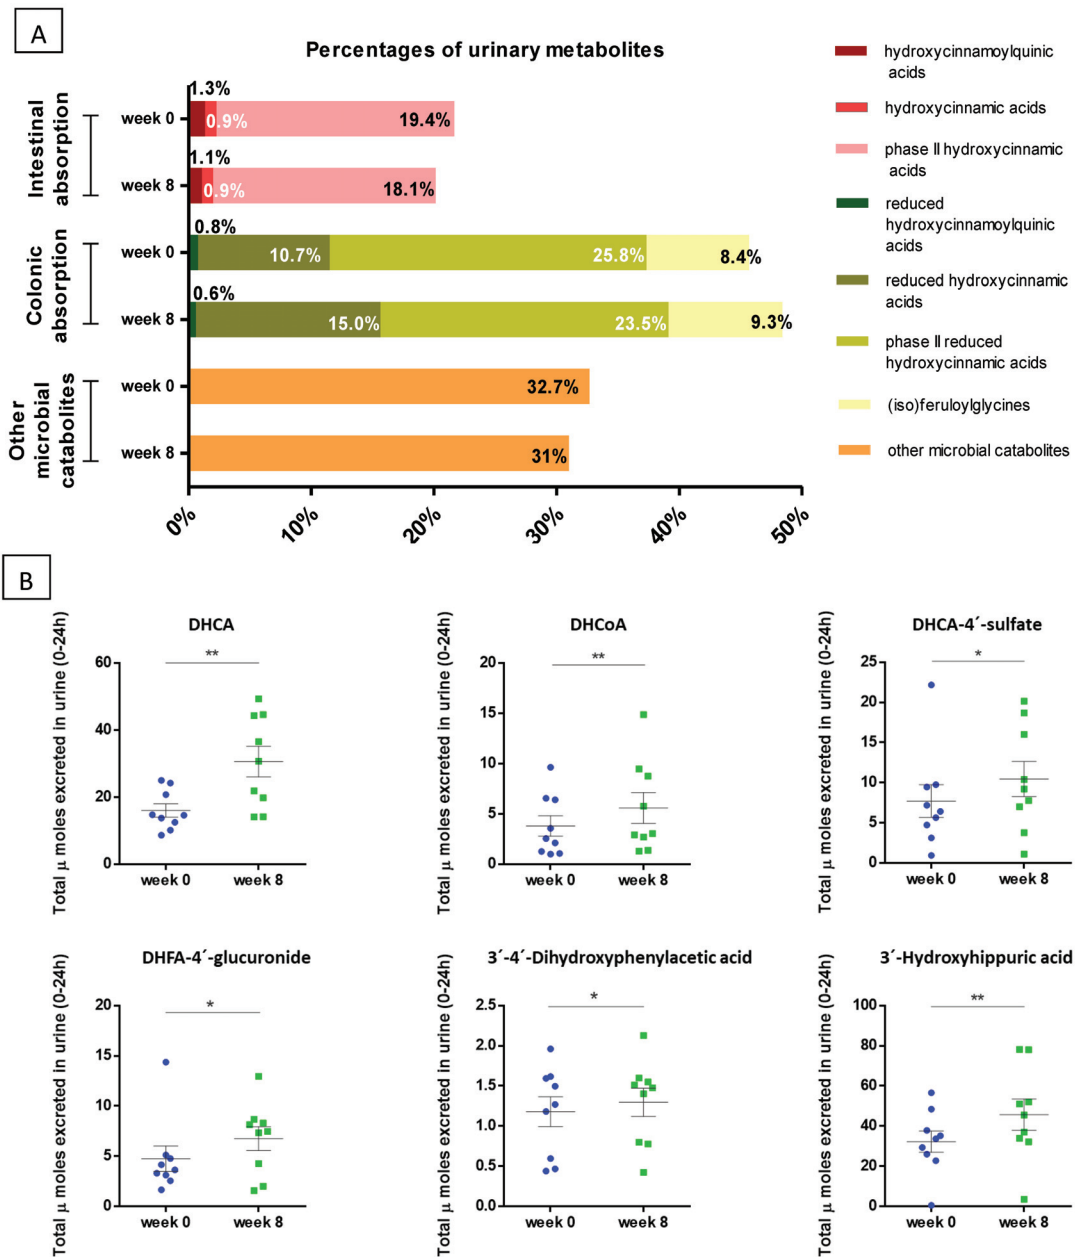 A
Percentages of urinary metabolites
Intestinal
absorption
week 0
1.3%
0.9%
19.4%
week 8
1.1%
0.9%
18.1%
Colonic
absorption
week 0
0.8%
10.7%
25.8%
8.4%
week 8
0.6%
15.0%
23.5%
9.3%
Other
microbial
catabolites
week 0
32.7%
week 8
31%
0%
10%
20%
30%
40%
50%
hydroxycinnamoylquinic
acids
hydroxycinnamic acids
phase II hydroxycinnamic
acids
reduced
hydroxycinnamoylquinic
acids
reduced hydroxycinnamic
acids
phase II reduced
hydroxycinnamic acids
(iso)feruloylglycines
other microbial catabolites
B
DHCA
Total μ moles excreted in urine (0-24h)
60
40
20
0
**
week 0
week 8
DHCoA
Total μ moles excreted in urine (0-24h)
20
15
10
5
0
**
week 0
week 8
DHCA-4´-sulfate
Total μ moles excreted in urine (0-24h)
25
20
15
10
5
0
*
week 0
week 8
DHFA-4´-glucuronide
Total μ moles excreted in urine (0-24h)
20
15
10
5
0
*
week 0
week 8
3´-4´-Dihydroxyphenylacetic acid
Total μ moles excreted in urine (0-24h)
2.5
2.0
1.5
1.0
0.5
0.0
*
week 0
week 8
3´-Hydroxyhippuric acid
Total μ moles excreted in urine (0-24h)
100
80
60
40
20
0
**
week 0
week 8